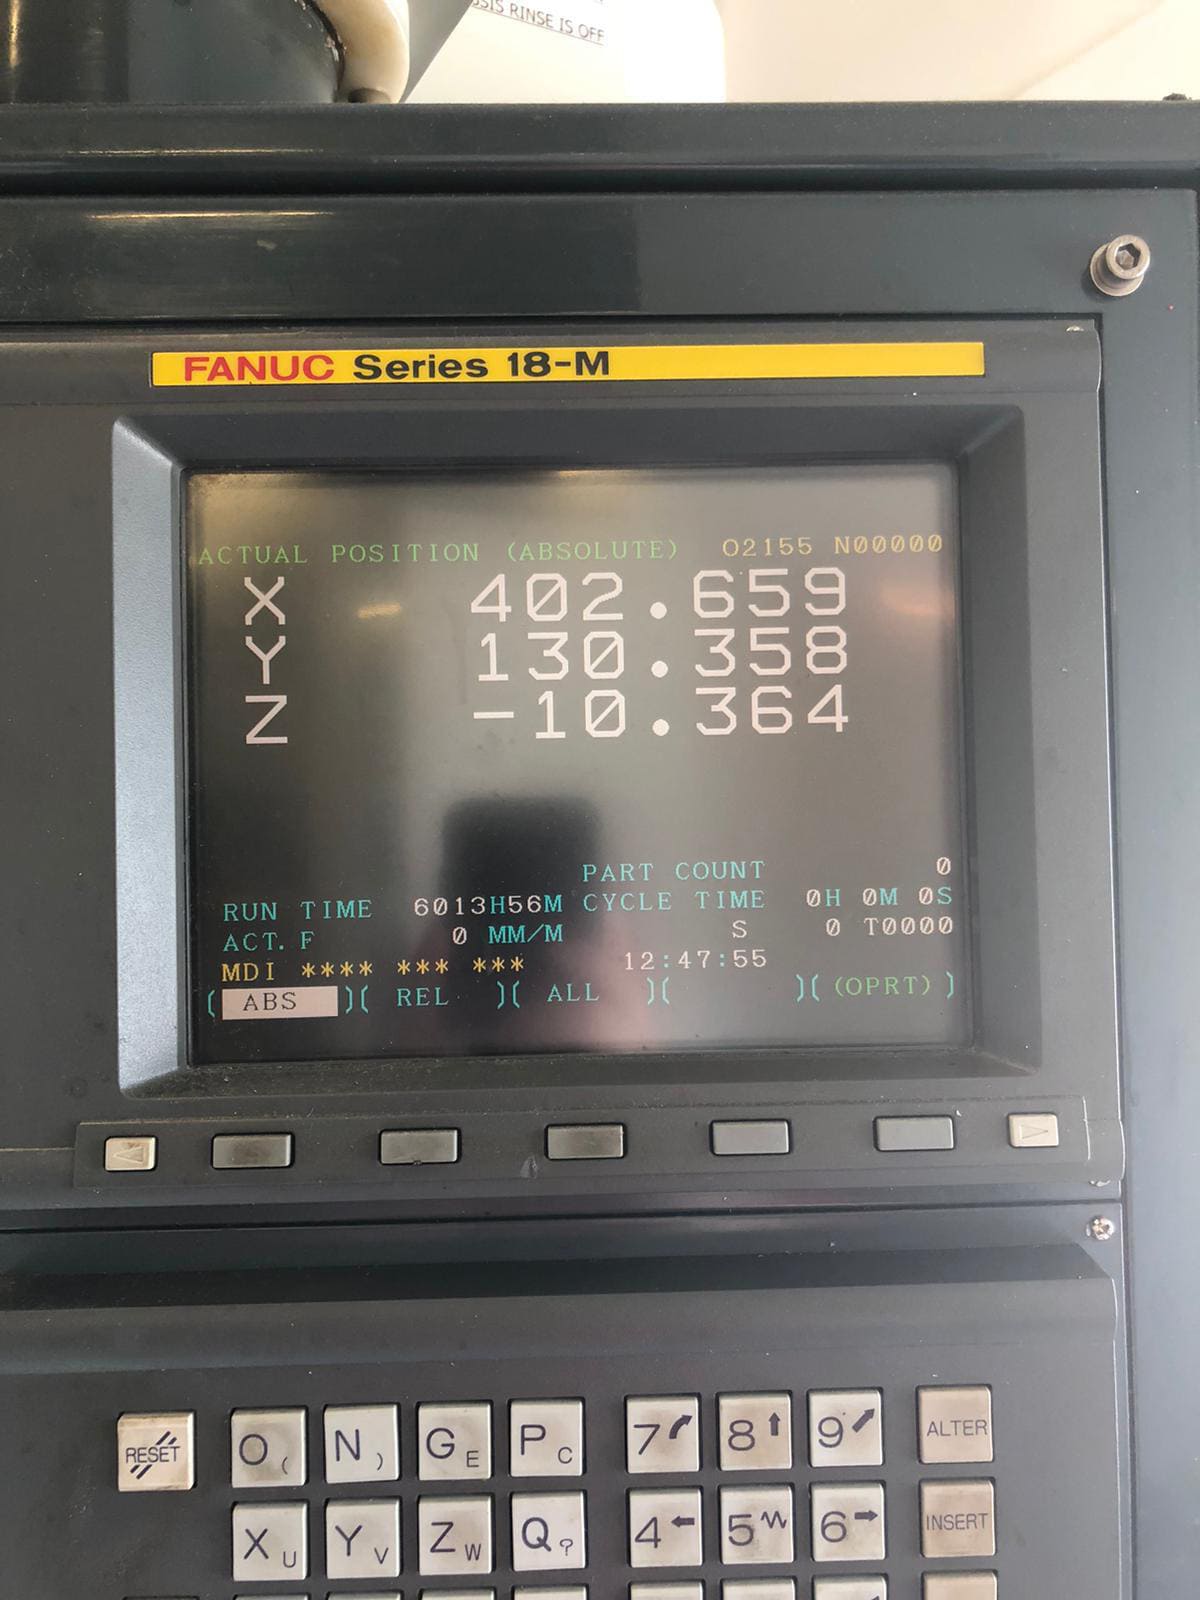 SIS RINSE IS OFF
FANUC Series 18-M
ACTUAL POSITION (ABSOLUTE) O2155 N00000
X 402.659
Y 130.358
Z -10.364
PART COUNT 0
RUN TIME 6013H56M CYCLE TIME 0H 0M 0S
ACT. F 0 MM/M S 0 T0000
MDI **** *** *** 12:47:55
( ABS )( REL )( ALL )( )( (OPRT) )
RESET O ( N ) G E P C 7 8 9 ALTER
X U Y V Z W Q ? 4 5 6 INSERT